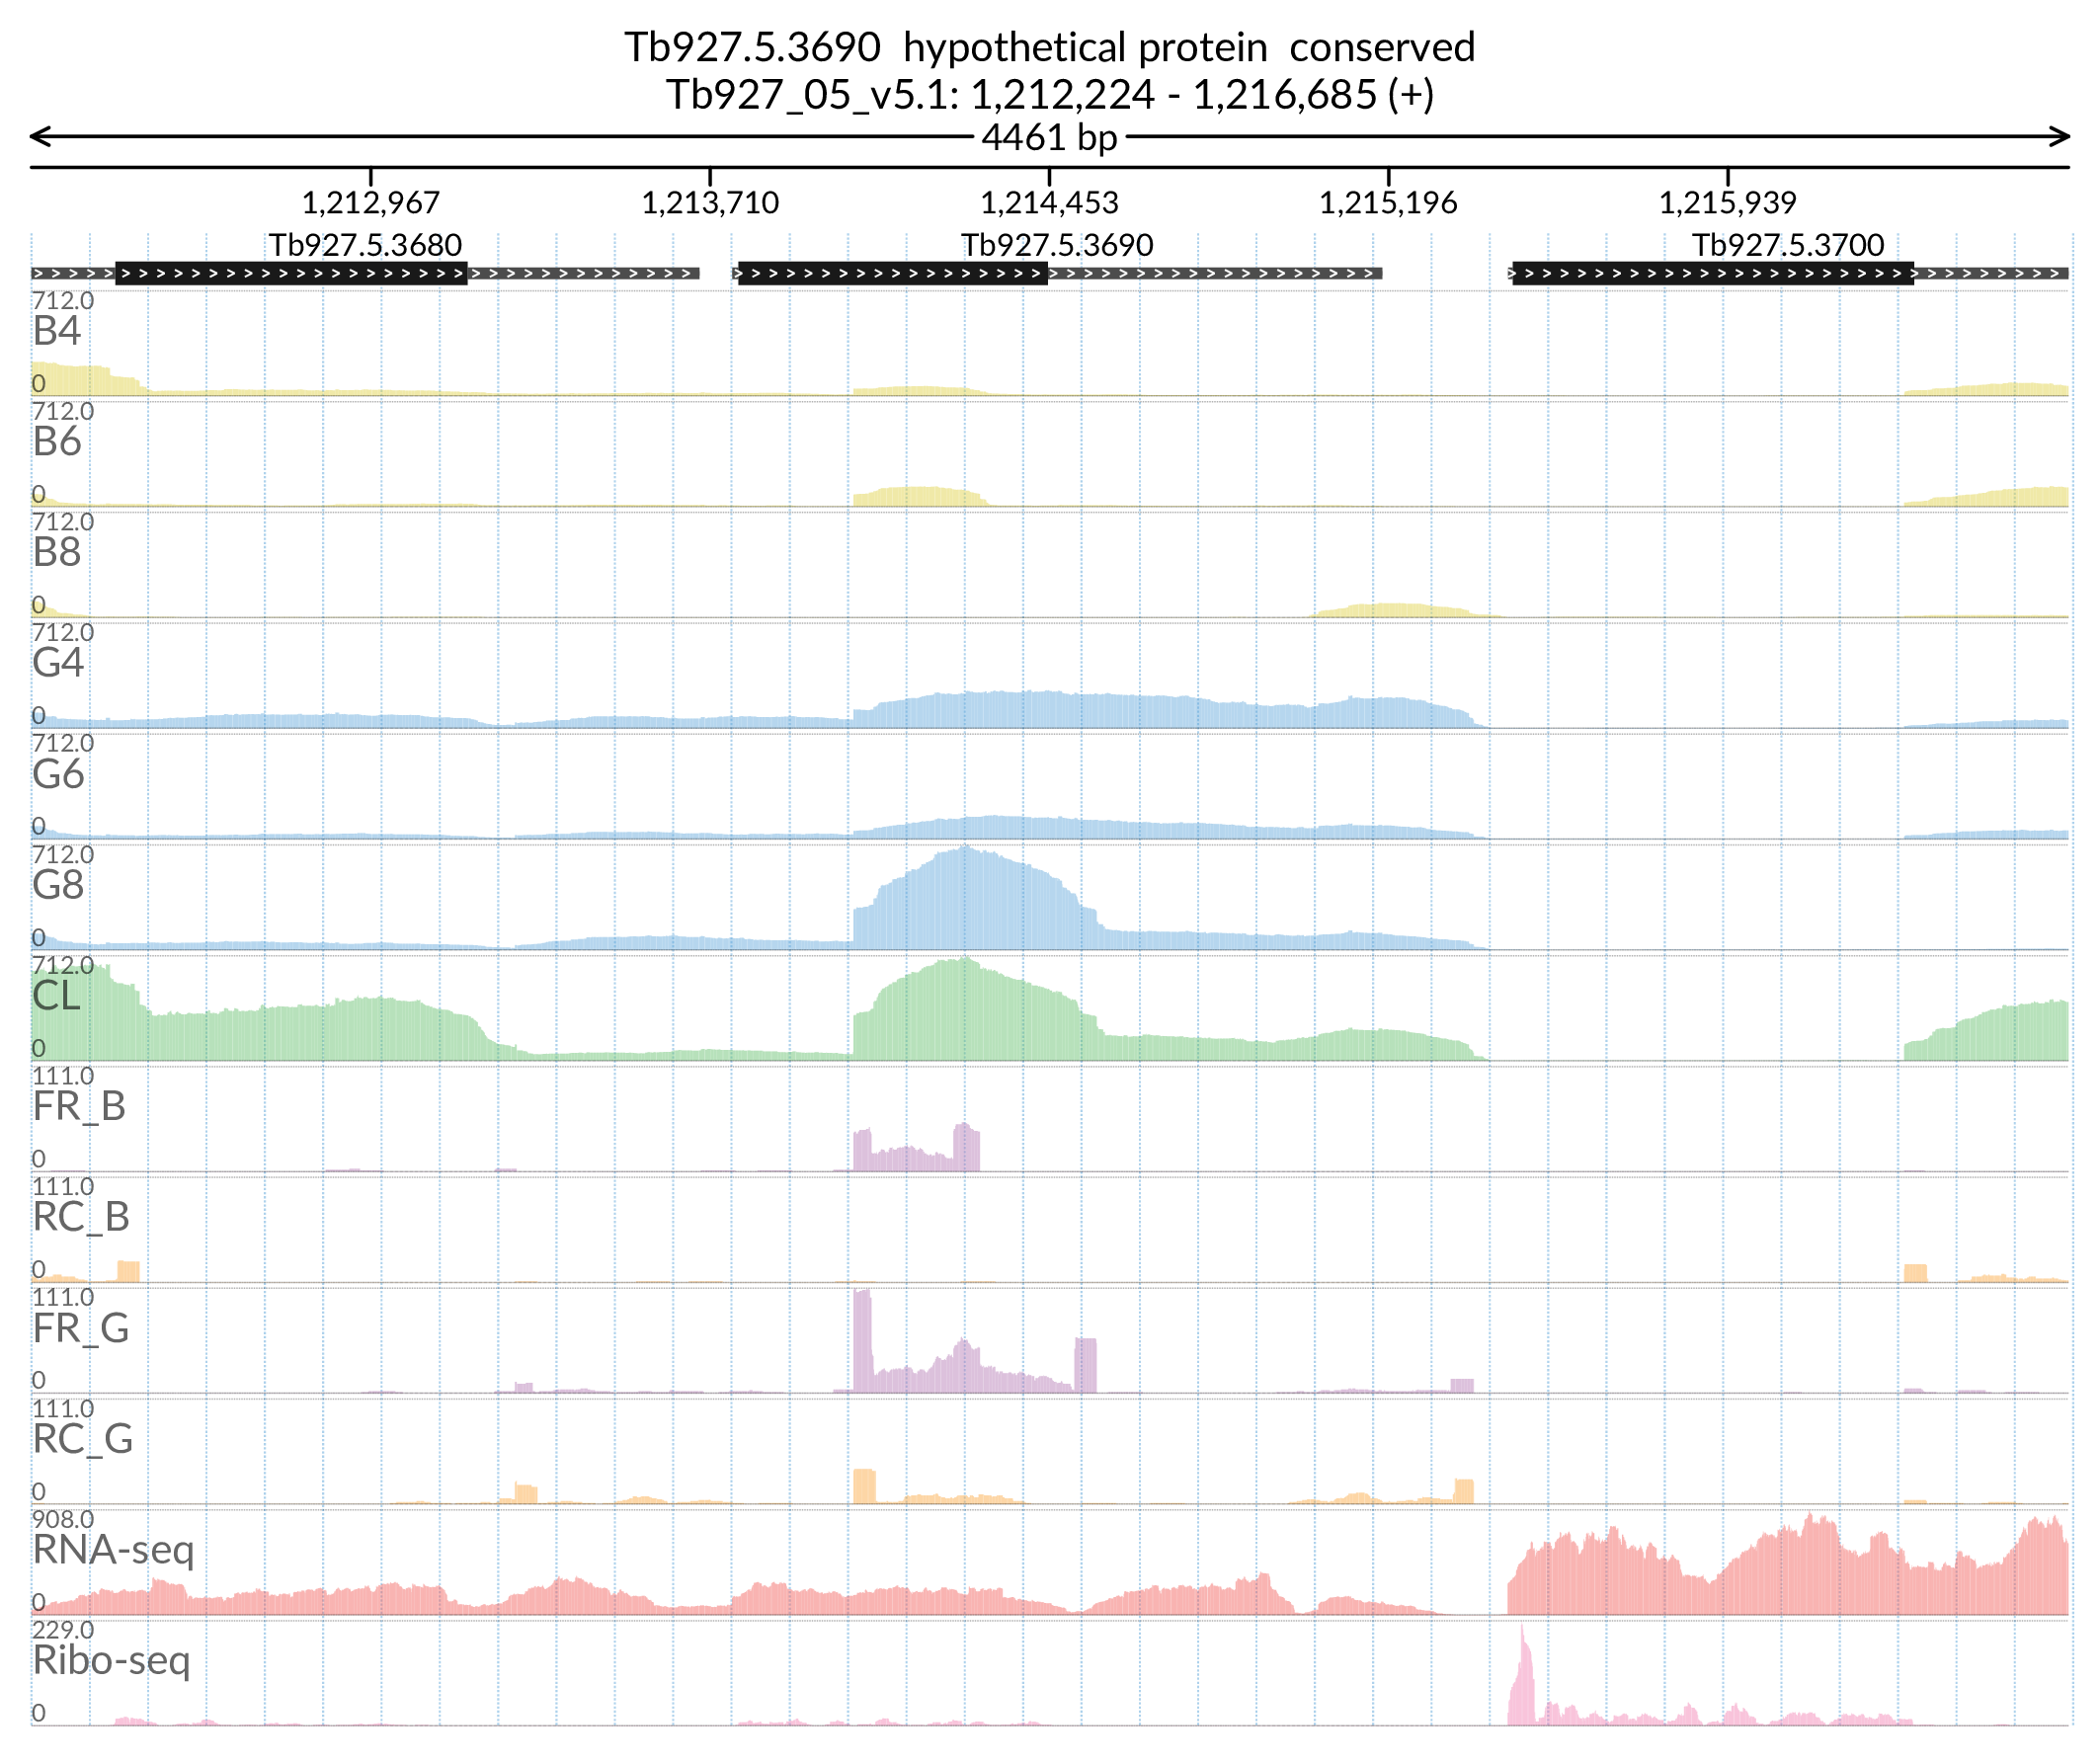 Tb927.5.3690  hypothetical protein  conserved
Tb927_05_v5.1: 1,212,224 - 1,216,685 (+)
4461 bp
1,212,967 1,213,710 1,214,453 1,215,196 1,215,939
Tb927.5.3680 Tb927.5.3690 Tb927.5.3700
712.0
B4
0
712.0
B6
0
712.0
B8
0
712.0
G4
0
712.0
G6
0
712.0
G8
0
712.0
CL
0
111.0
FR_B
0
111.0
RC_B
0
111.0
FR_G
0
111.0
RC_G
0
908.0
RNA-seq
0
229.0
Ribo-seq
0